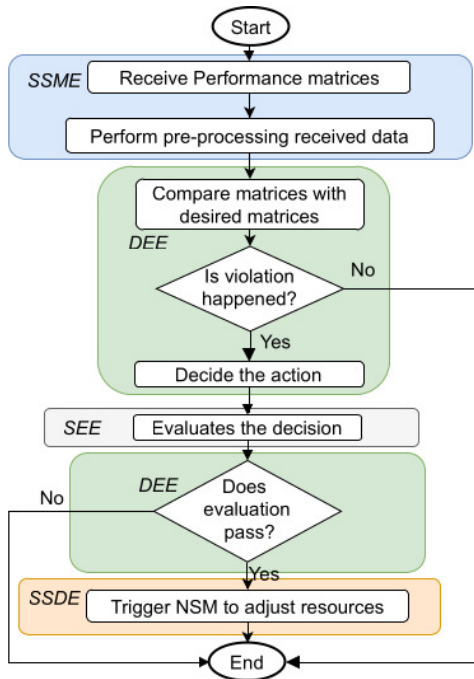 Start
SSME
Receive Performance matrices
Perform pre-processing received data
Compare matrices with
desired matrices
DEE
Is violation
happened?
No
Yes
Decide the action
SEE
Evaluates the decision
DEE
No
Does
evaluation
pass?
Yes
SSDE
Trigger NSM to adjust resources
End